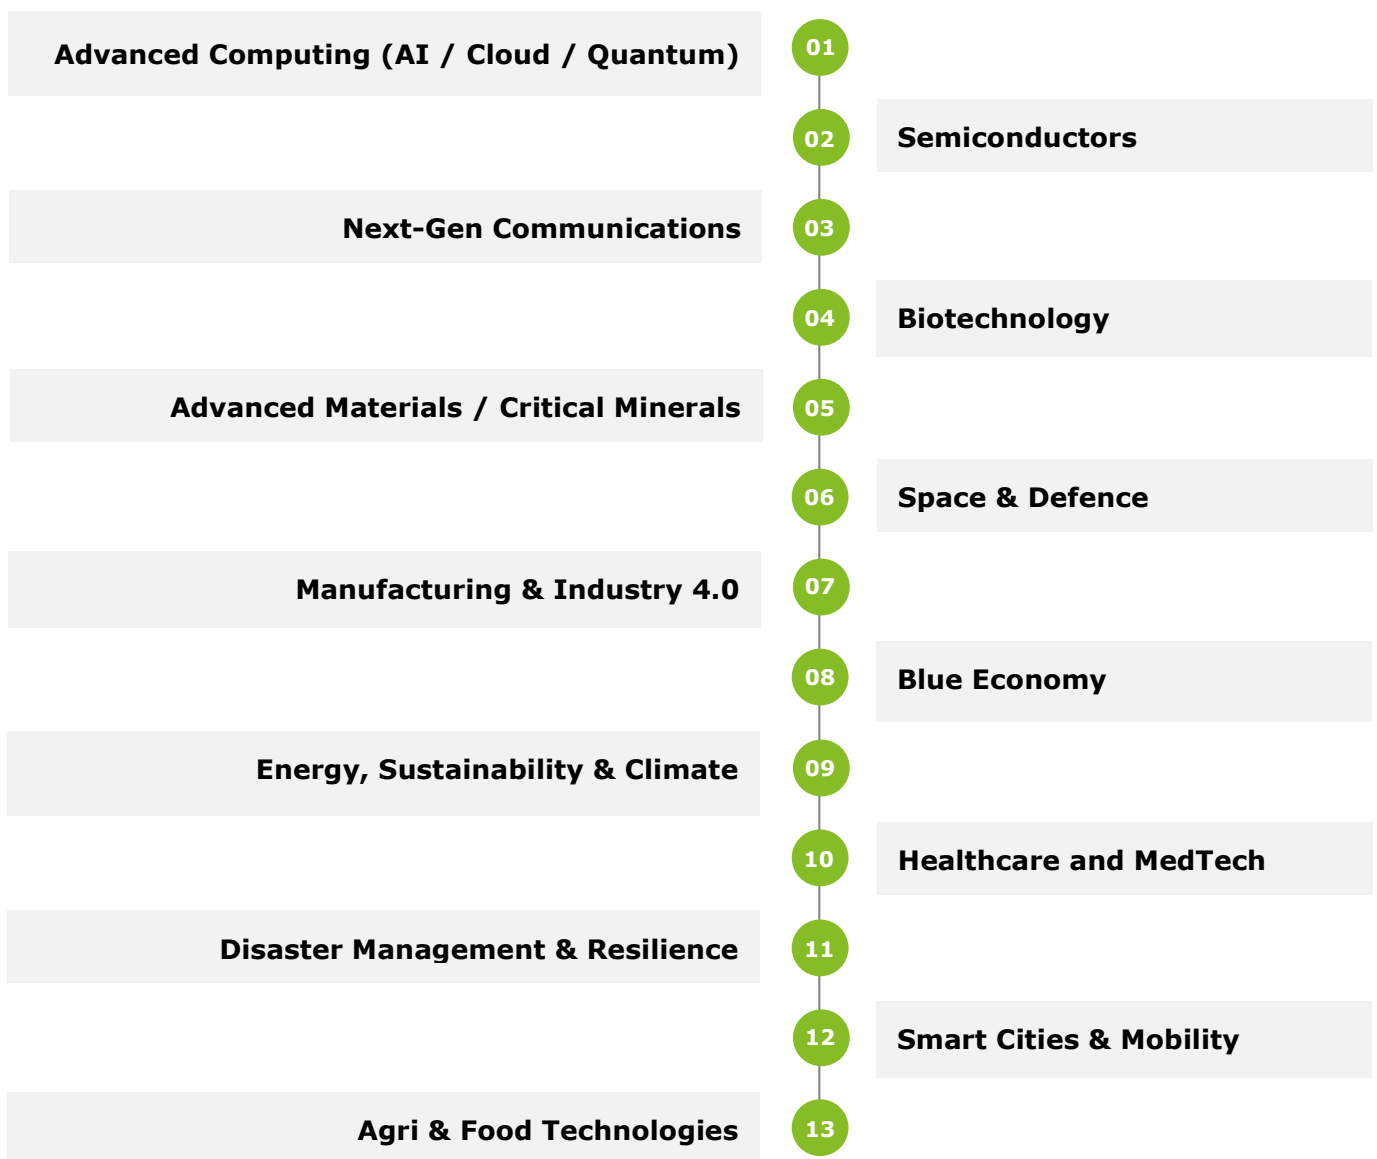 Advanced Computing (AI / Cloud / Quantum)
01
02
Semiconductors
Next-Gen Communications
03
04
Biotechnology
Advanced Materials / Critical Minerals
05
06
Space & Defence
Manufacturing & Industry 4.0
07
08
Blue Economy
Energy, Sustainability & Climate
09
10
Healthcare and MedTech
Disaster Management & Resilience
11
12
Smart Cities & Mobility
Agri & Food Technologies
13